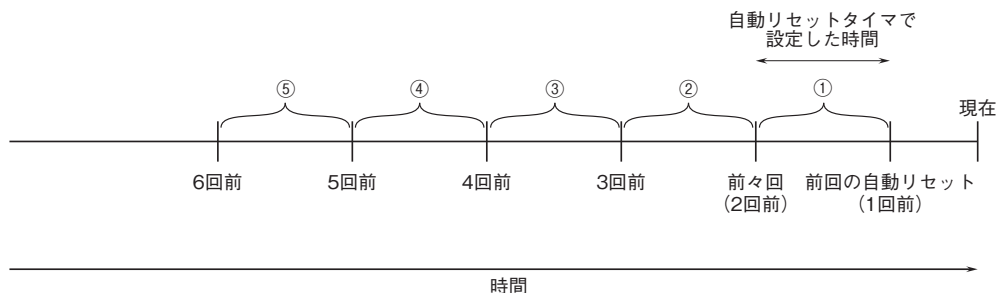 自動リセットタイマで
設定した時間
⑤ ④ ③ ② ①
現在
6回前 5回前 4回前 3回前 前々回 前回の自動リセット
(2回前) (1回前)
時間